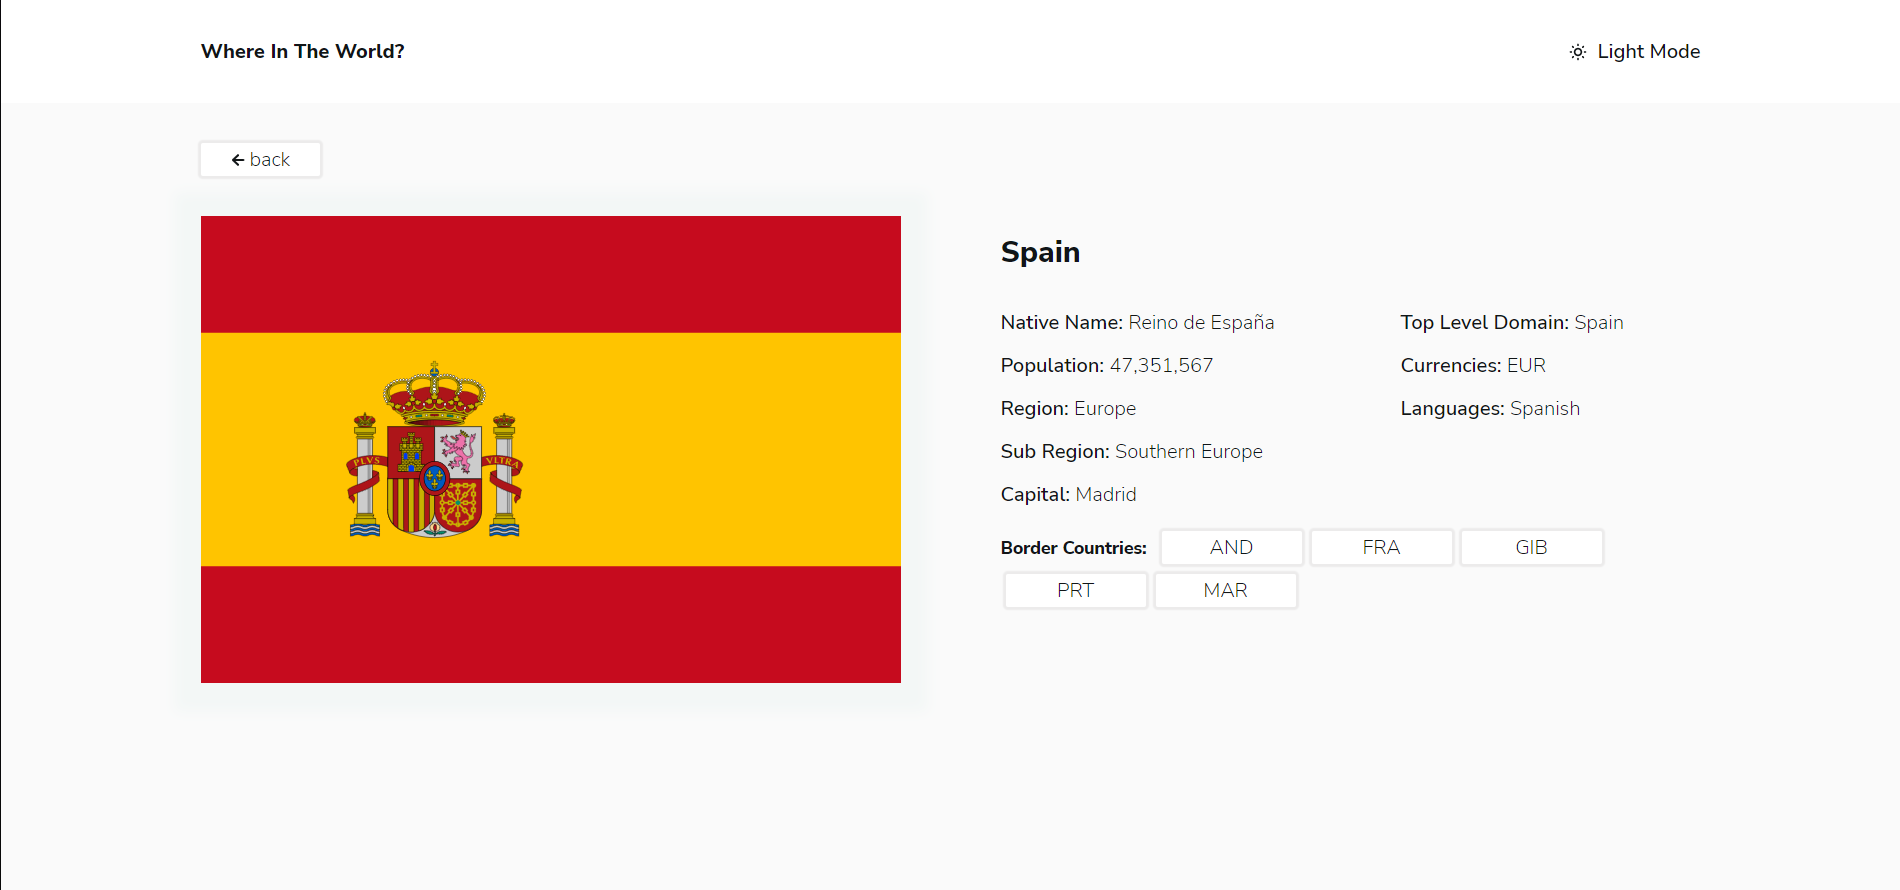 Where In The World?
Light Mode
back
PLVS VLTRA
Spain
Native Name: Reino de España
Top Level Domain: Spain
Population: 47,351,567
Currencies: EUR
Region: Europe
Languages: Spanish
Sub Region: Southern Europe
Capital: Madrid
Border Countries: AND FRA GIB
PRT MAR